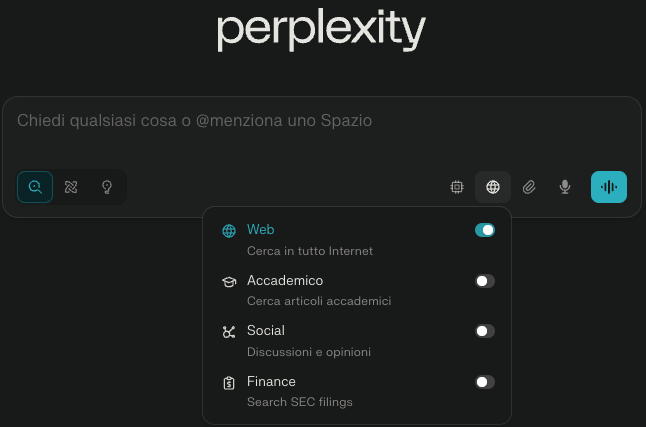 perplexity
Chiedi qualsiasi cosa o @menziona uno Spazio
Web
Cerca in tutto Internet
Accademico
Cerca articoli accademici
Social
Discussioni e opinioni
Finance
Search SEC filings